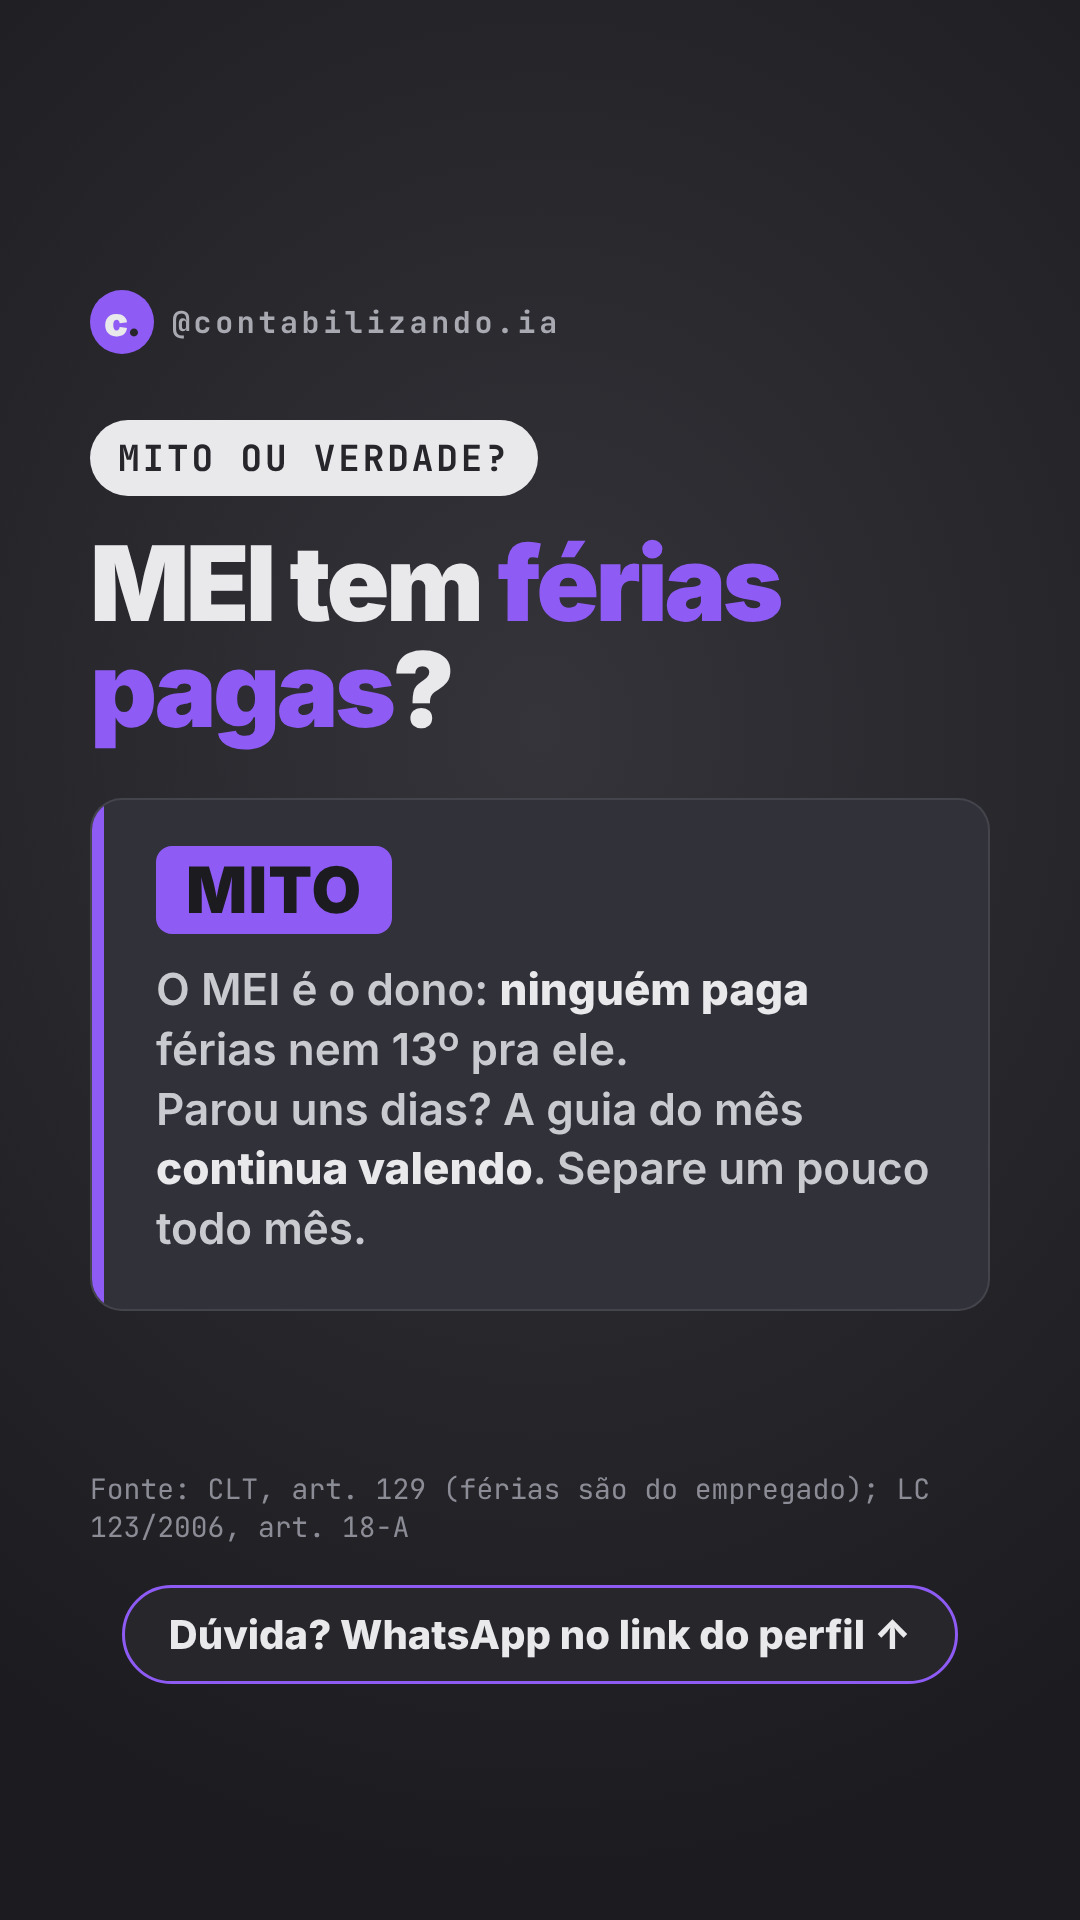 c.
@contabilizando.ia
MITO OU VERDADE?
MEI tem férias
pagas?
MITO
O MEI é o dono: ninguém paga
férias nem 13º pra ele.
Parou uns dias? A guia do mês
continua valendo. Separe um pouco
todo mês.
Fonte: CLT, art. 129 (férias são do empregado); LC
123/2006, art. 18-A
Dúvida? WhatsApp no link do perfil ↑